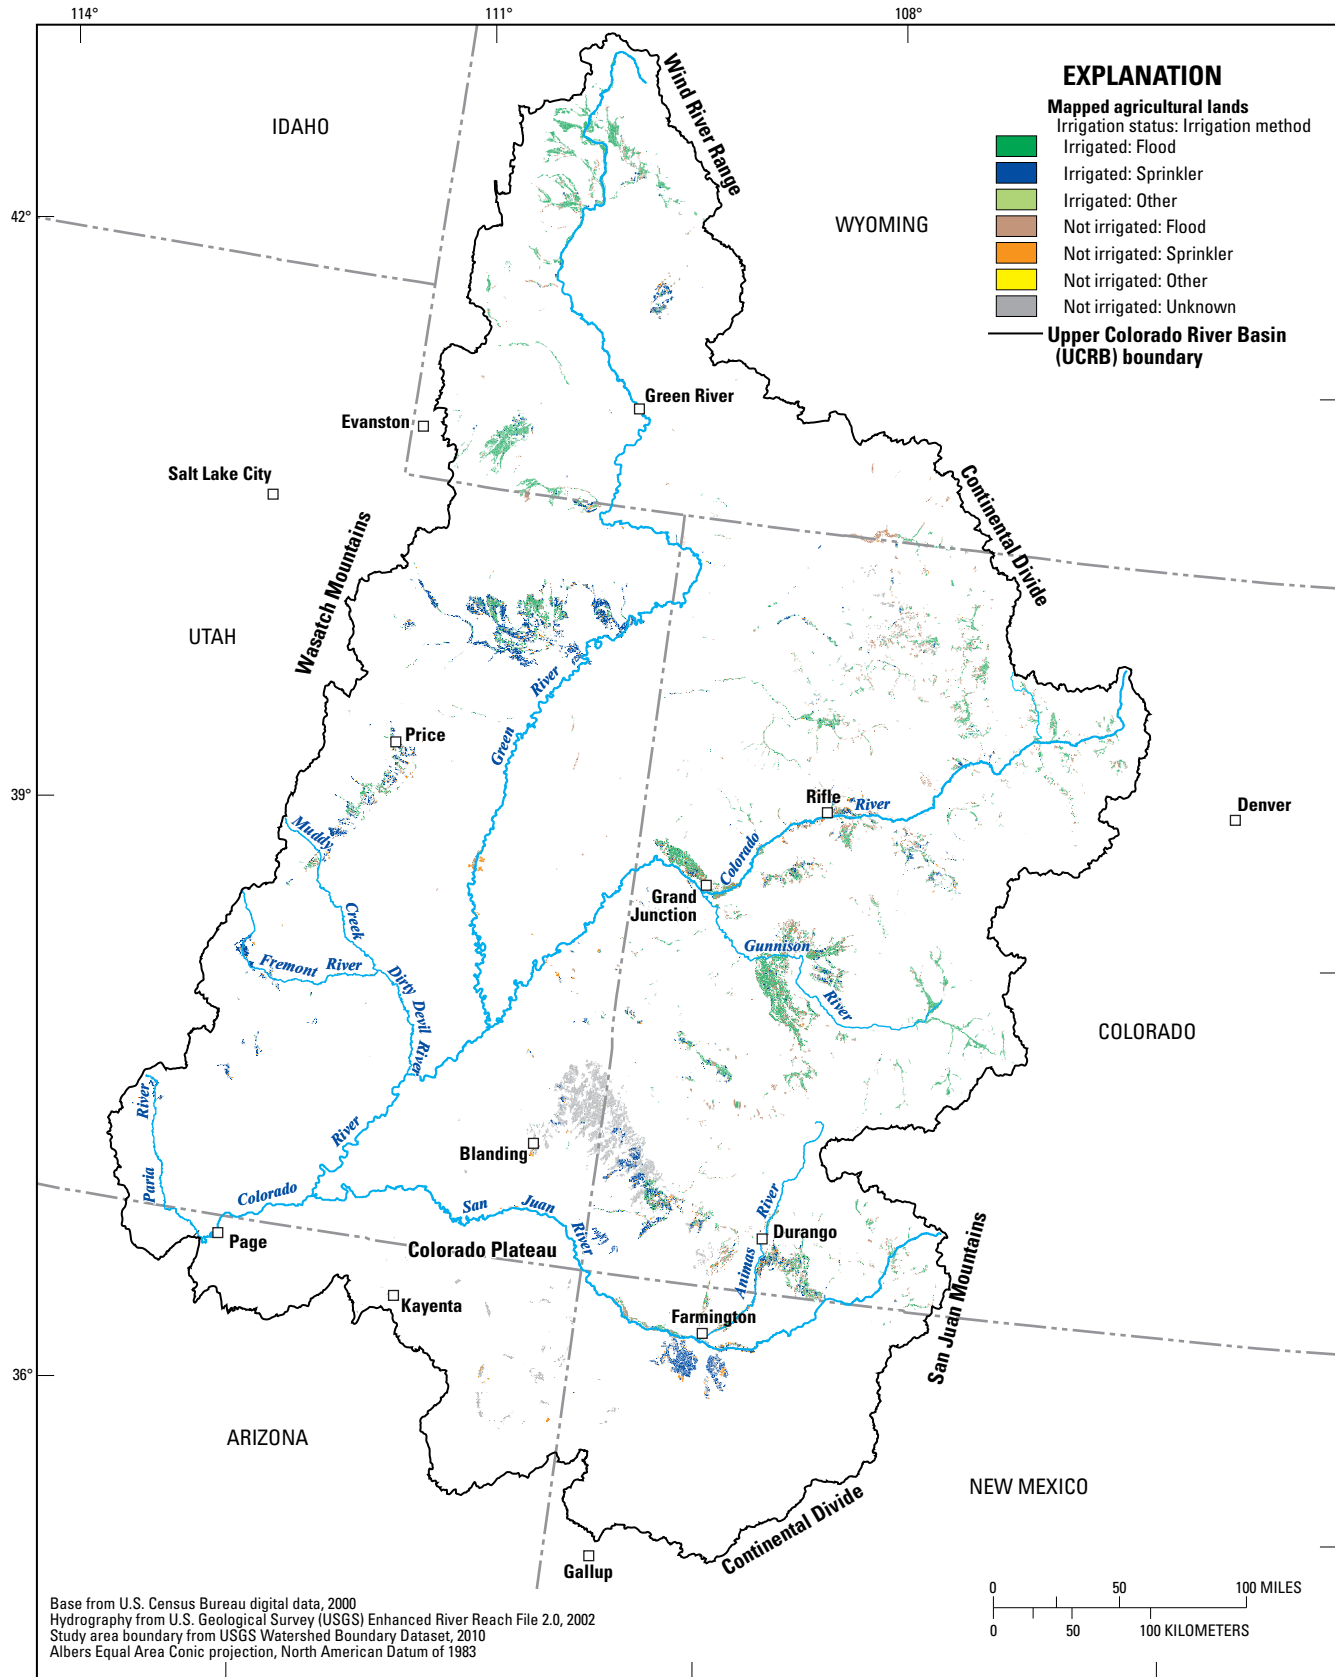 114°
111°
108°
EXPLANATION
Mapped agricultural lands
Irrigation status: Irrigation method
Irrigated: Flood
Irrigated: Sprinkler
Irrigated: Other
Not irrigated: Flood
Not irrigated: Sprinkler
Not irrigated: Other
Not irrigated: Unknown
Upper Colorado River Basin
(UCRB) boundary
Wind River Range
IDAHO
42°
WYOMING
Green River
Evanston
Salt Lake City
Continental Divide
Wasatch Mountains
UTAH
River
Green
Price
39°
Rifle
River
Denver
Muddy
Colorado
Grand
Junction
Creek
Gunnison
Fremont River
Dirty Devil River
River
COLORADO
River
Paria
River
Blanding
Colorado
San Juan River
River
Animas
Durango
Page
Colorado Plateau
San Juan Mountains
Kayenta
Farmington
36°
ARIZONA
NEW MEXICO
Continental Divide
Gallup
0 50 100 MILES
0 50 100 KILOMETERS
Base from U.S. Census Bureau digital data, 2000
Hydrography from U.S. Geological Survey (USGS) Enhanced River Reach File 2.0, 2002
Study area boundary from USGS Watershed Boundary Dataset, 2010
Albers Equal Area Conic projection, North American Datum of 1983